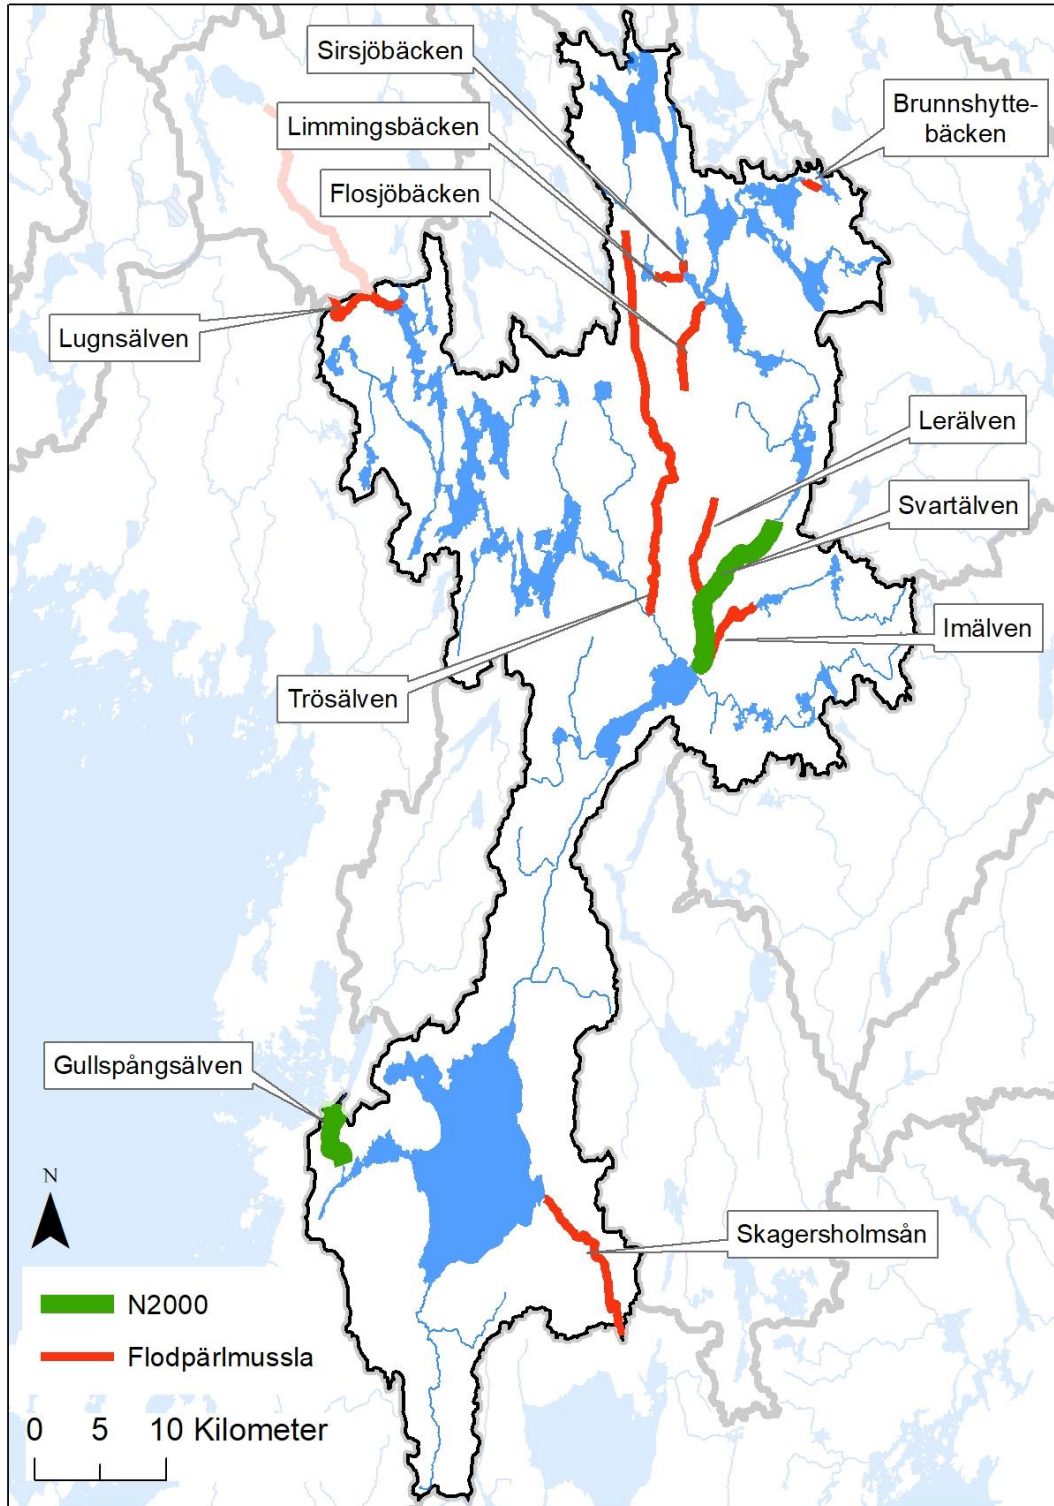 Sirsjöbäcken
Limmingsbäcken
Flosjöbäcken
Brunnshytte-
bäcken
Lugnsälven
Lerälven
Svartälven
Imälven
Trösälven
Gullspångsälven
Skagersholmsån
N
N2000
Flodpärlmussla
0 5 10 Kilometer